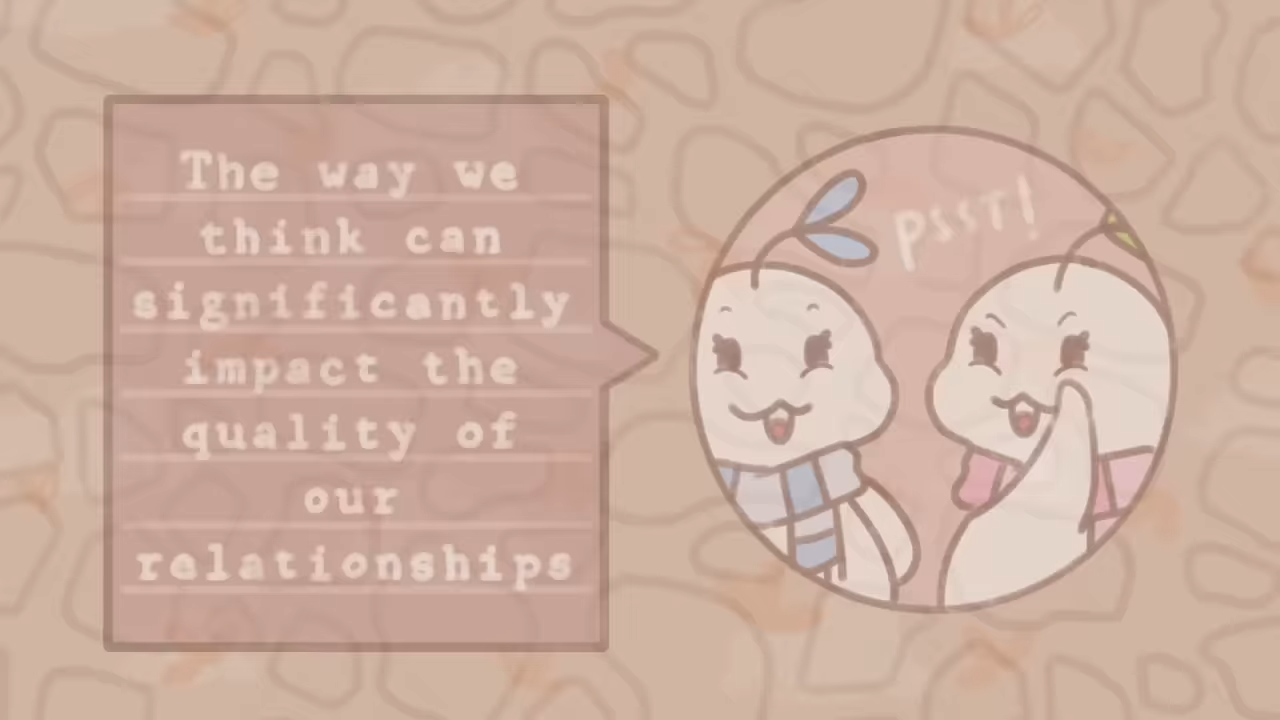 The way we
think can
significantly
impact the
quality of
our
relationships
PSST!